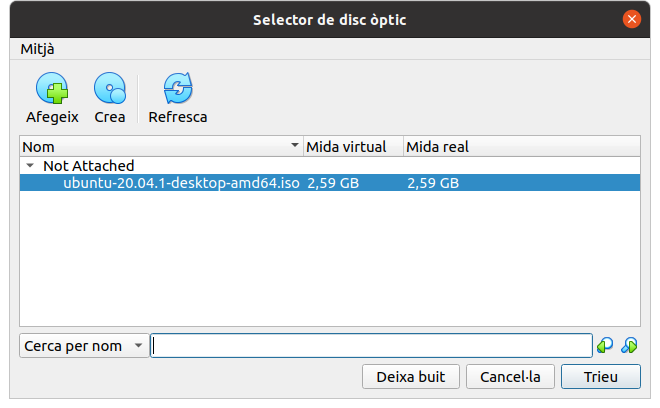 Selector de disc òptic
Mitjà
Afegeix Crea Refresca
Nom Mida virtual Mida real
Not Attached
ubuntu-20.04.1-desktop-amd64.iso 2,59 GB 2,59 GB
Cerca per nom
Deixa buit Cancel·la Trieu